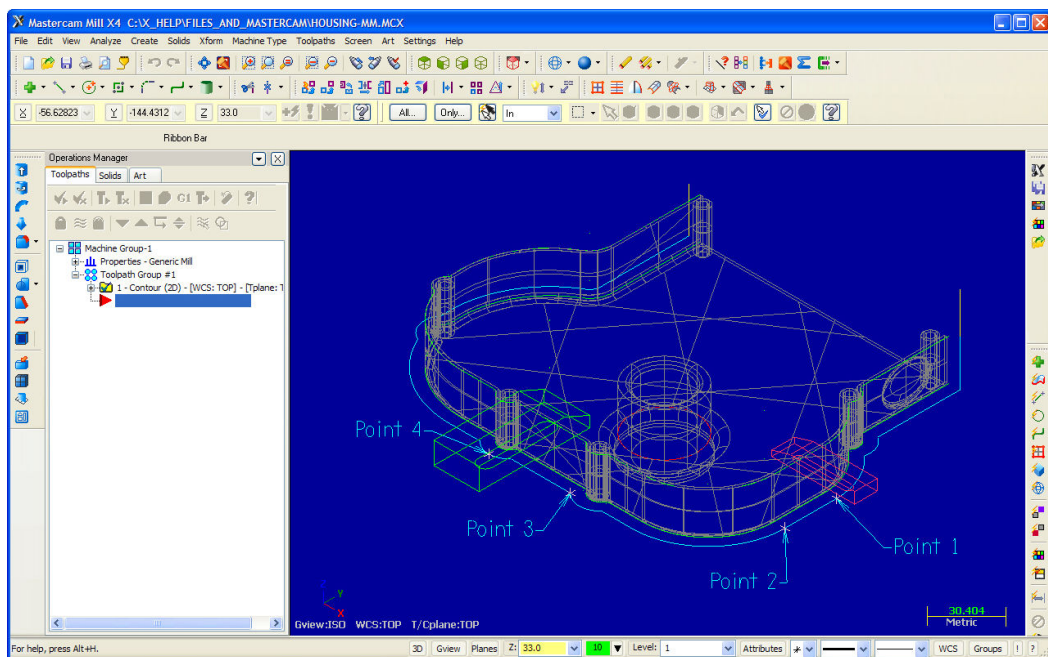 Mastercam Mill X4 C:\X_HELP\FILES_AND_MASTERCAM\HOUSING-MM.MCX
File Edit View Analyze Create Solids Xform Machine Type Toolpaths Screen Art Settings Help
X -56.62823 Y -144.4312 Z 33.0 All... Only... In
Ribbon Bar
Operations Manager
Toolpaths Solids Art
G1
Machine Group-1
Properties - Generic Mill
Toolpath Group #1
1 - Contour (2D) - [WCS: TOP] - [Tplane: T
Point 4
Point 3
Point 1
Point 2
Z
Y
X
Gview:ISO WCS:TOP T/Cplane:TOP
30.404
Metric
For help, press Alt+H.
3D Gview Planes Z: 33.0 10 Level: 1 Attributes WCS Groups ! ?